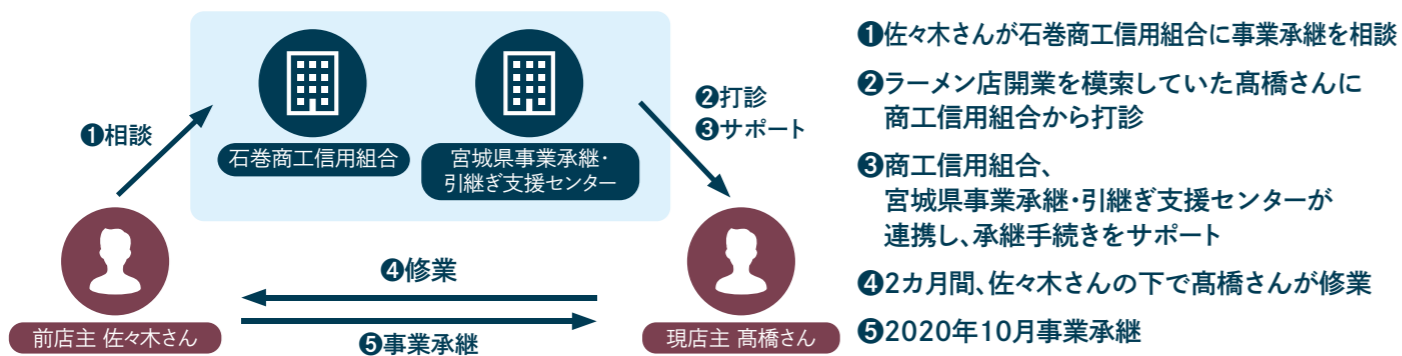 ❶相談
石巻商工信用組合
宮城県事業承継・
引継ぎ支援センター
❷打診
❸サポート
前店主 佐々木さん
❹修業
❺事業承継
現店主 髙橋さん
❶佐々木さんが石巻商工信用組合に事業承継を相談
❷ラーメン店開業を模索していた髙橋さんに
商工信用組合から打診
❸商工信用組合、
宮城県事業承継・引継ぎ支援センターが
連携し、承継手続きをサポート
❹2カ月間、佐々木さんの下で髙橋さんが修業
❺2020年10月事業承継